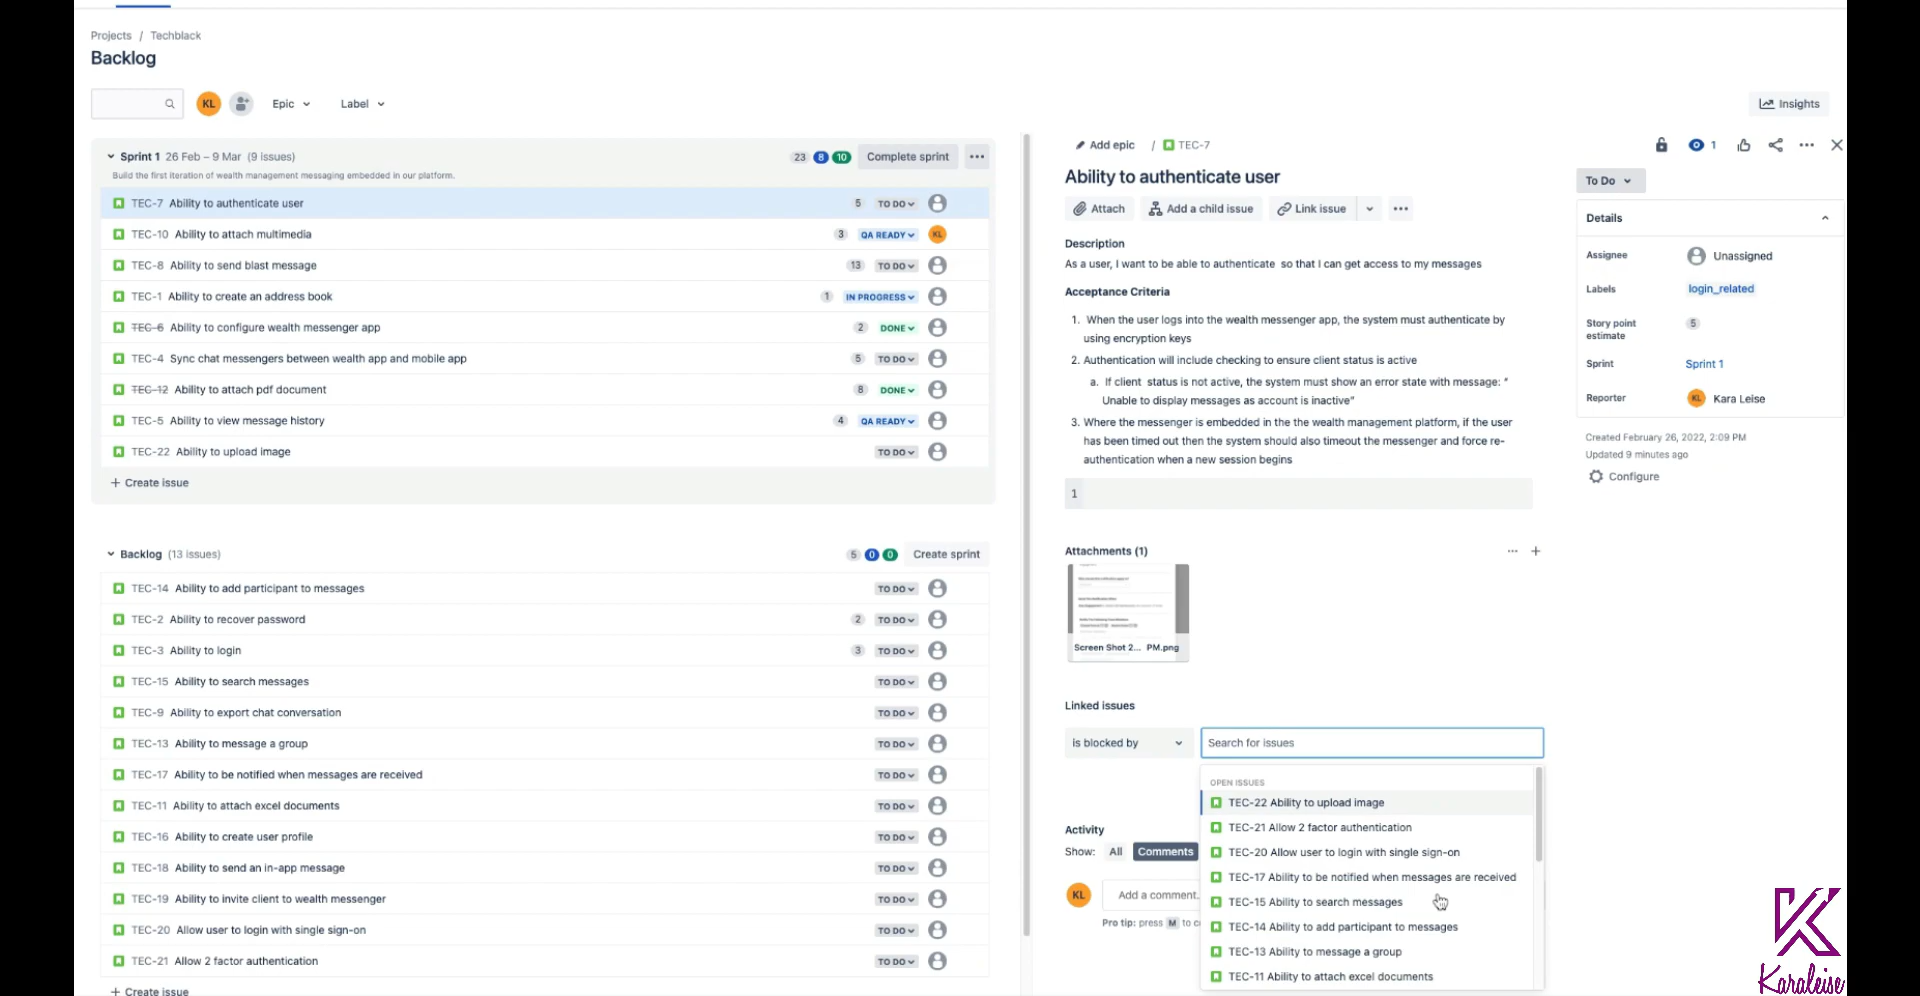 Projects / Techblack
Backlog
KL
Epic
Label
Insights
Sprint 1 26 Feb – 9 Mar (9 issues)
23 8 10 Complete sprint
Build the first iteration of wealth management messaging embedded in our platform.
TEC-7 Ability to authenticate user 5 TO DO
TEC-10 Ability to attach multimedia 3 QA READY KL
TEC-8 Ability to send blast message 13 TO DO
TEC-1 Ability to create an address book 1 IN PROGRESS
TEC-6 Ability to configure wealth messenger app 2 DONE
TEC-4 Sync chat messengers between wealth app and mobile app 5 TO DO
TEC-12 Ability to attach pdf document 8 DONE
TEC-5 Ability to view message history 4 QA READY
TEC-22 Ability to upload image TO DO
+ Create issue
Backlog (13 issues) 5 0 0 Create sprint
TEC-14 Ability to add participant to messages TO DO
TEC-2 Ability to recover password 2 TO DO
TEC-3 Ability to login 3 TO DO
TEC-15 Ability to search messages TO DO
TEC-9 Ability to export chat conversation TO DO
TEC-13 Ability to message a group TO DO
TEC-17 Ability to be notified when messages are received TO DO
TEC-11 Ability to attach excel documents TO DO
TEC-16 Ability to create user profile TO DO
TEC-18 Ability to send an in-app message TO DO
TEC-19 Ability to invite client to wealth messenger TO DO
TEC-20 Allow user to login with single sign-on TO DO
TEC-21 Allow 2 factor authentication TO DO
+ Create issue
Add epic / TEC-7
1
Ability to authenticate user
Attach
Add a child issue
Link issue
Description
As a user, I want to be able to authenticate so that I can get access to my messages
Acceptance Criteria
1. When the user logs into the wealth messenger app, the system must authenticate by
using encryption keys
2. Authentication will include checking to ensure client status is active
a. If client status is not active, the system must show an error state with message: “
Unable to display messages as account is inactive”
3. Where the messenger is embedded in the the wealth management platform, if the user
has been timed out then the system should also timeout the messenger and force re-
authentication when a new session begins
1
Attachments (1)
Screen Shot 2... PM.png
Linked issues
is blocked by
Search for issues
OPEN ISSUES
TEC-22 Ability to upload image
TEC-21 Allow 2 factor authentication
TEC-20 Allow user to login with single sign-on
TEC-17 Ability to be notified when messages are received
TEC-15 Ability to search messages
TEC-14 Ability to add participant to messages
TEC-13 Ability to message a group
TEC-11 Ability to attach excel documents
Activity
Show: All Comments
KL
Add a comment.
Pro tip: press M to c
To Do
Details
Assignee Unassigned
Labels login_related
Story point
estimate
5
Sprint Sprint 1
Reporter KL Kara Leise
Created February 26, 2022, 2:09 PM
Updated 9 minutes ago
Configure
K
Karaleise